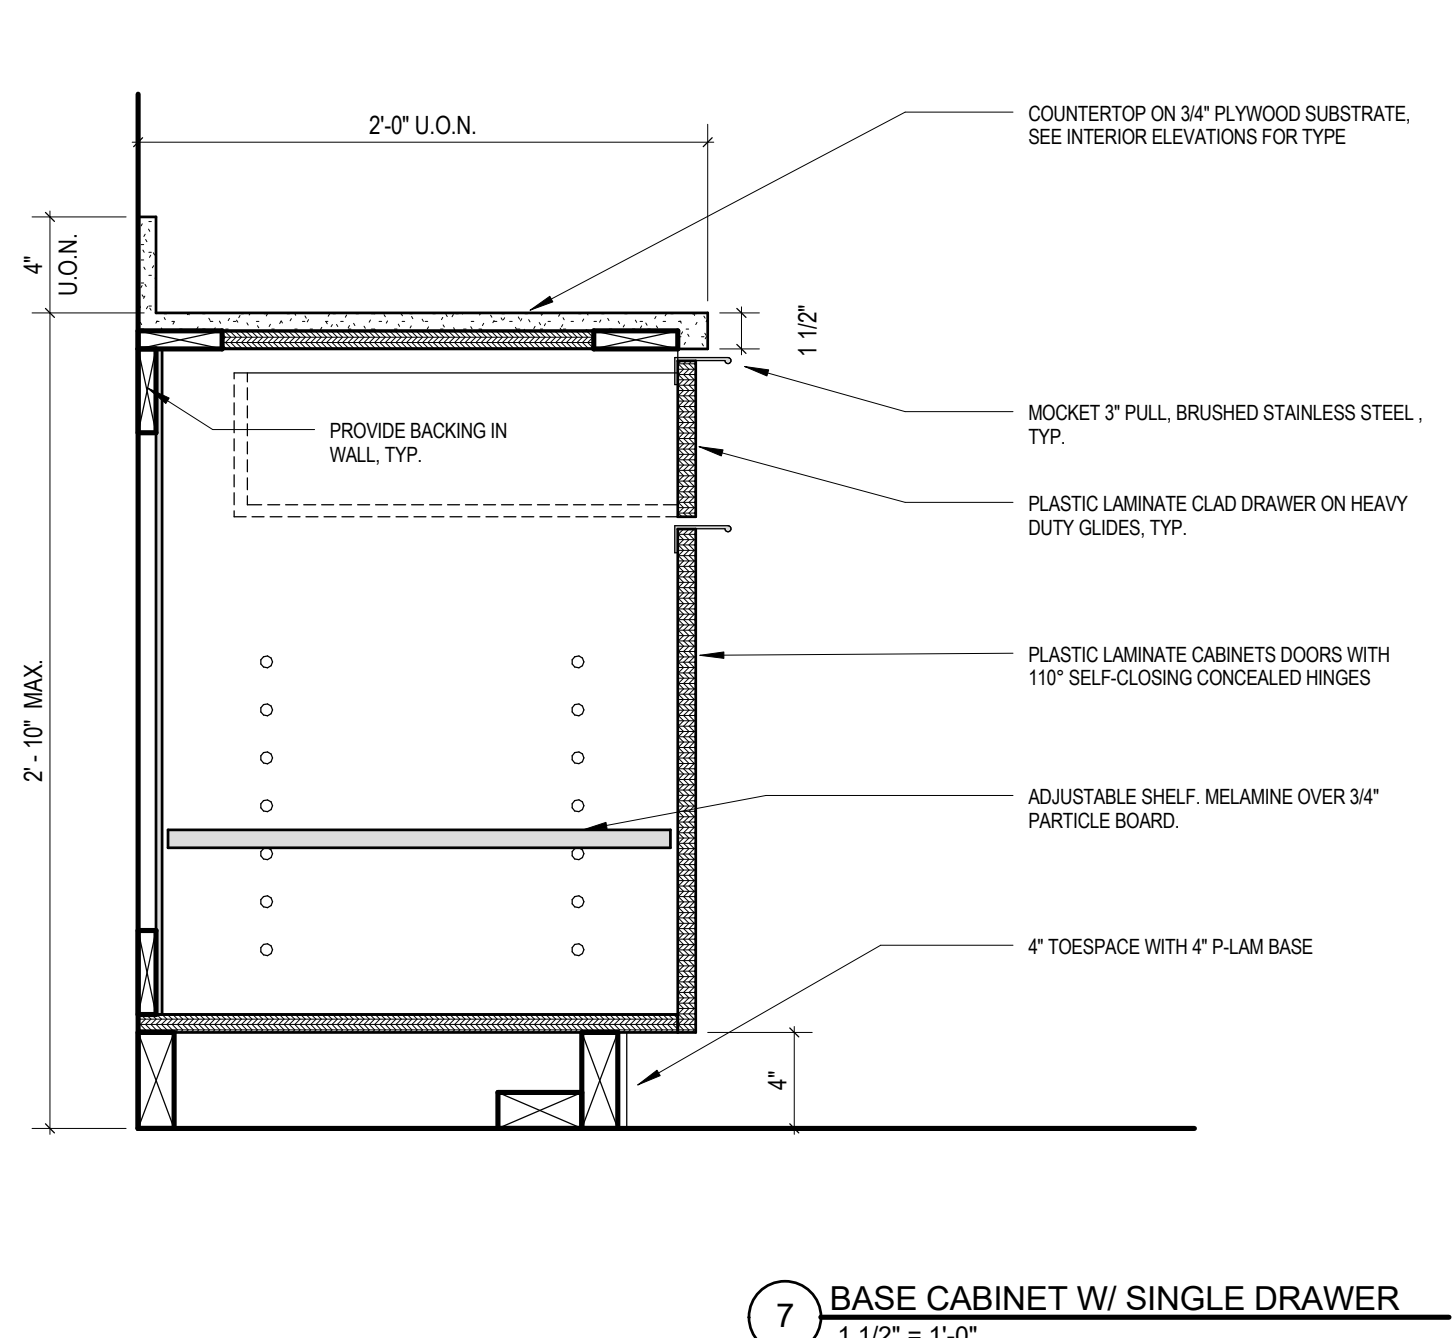 2'-0" U.O.N.
COUNTERTOP ON 3/4" PLYWOOD SUBSTRATE,
SEE INTERIOR ELEVATIONS FOR TYPE
4"
U.O.N.
1 1/2"
MOCKET 3" PULL, BRUSHED STAINLESS STEEL ,
TYP.
PROVIDE BACKING IN
WALL, TYP.
PLASTIC LAMINATE CLAD DRAWER ON HEAVY
DUTY GLIDES, TYP.
PLASTIC LAMINATE CABINETS DOORS WITH
110° SELF-CLOSING CONCEALED HINGES
2' - 10" MAX.
ADJUSTABLE SHELF. MELAMINE OVER 3/4"
PARTICLE BOARD.
4" TOESPACE WITH 4" P-LAM BASE
4"
7
BASE CABINET W/ SINGLE DRAWER
1 1/2" = 1'-0"